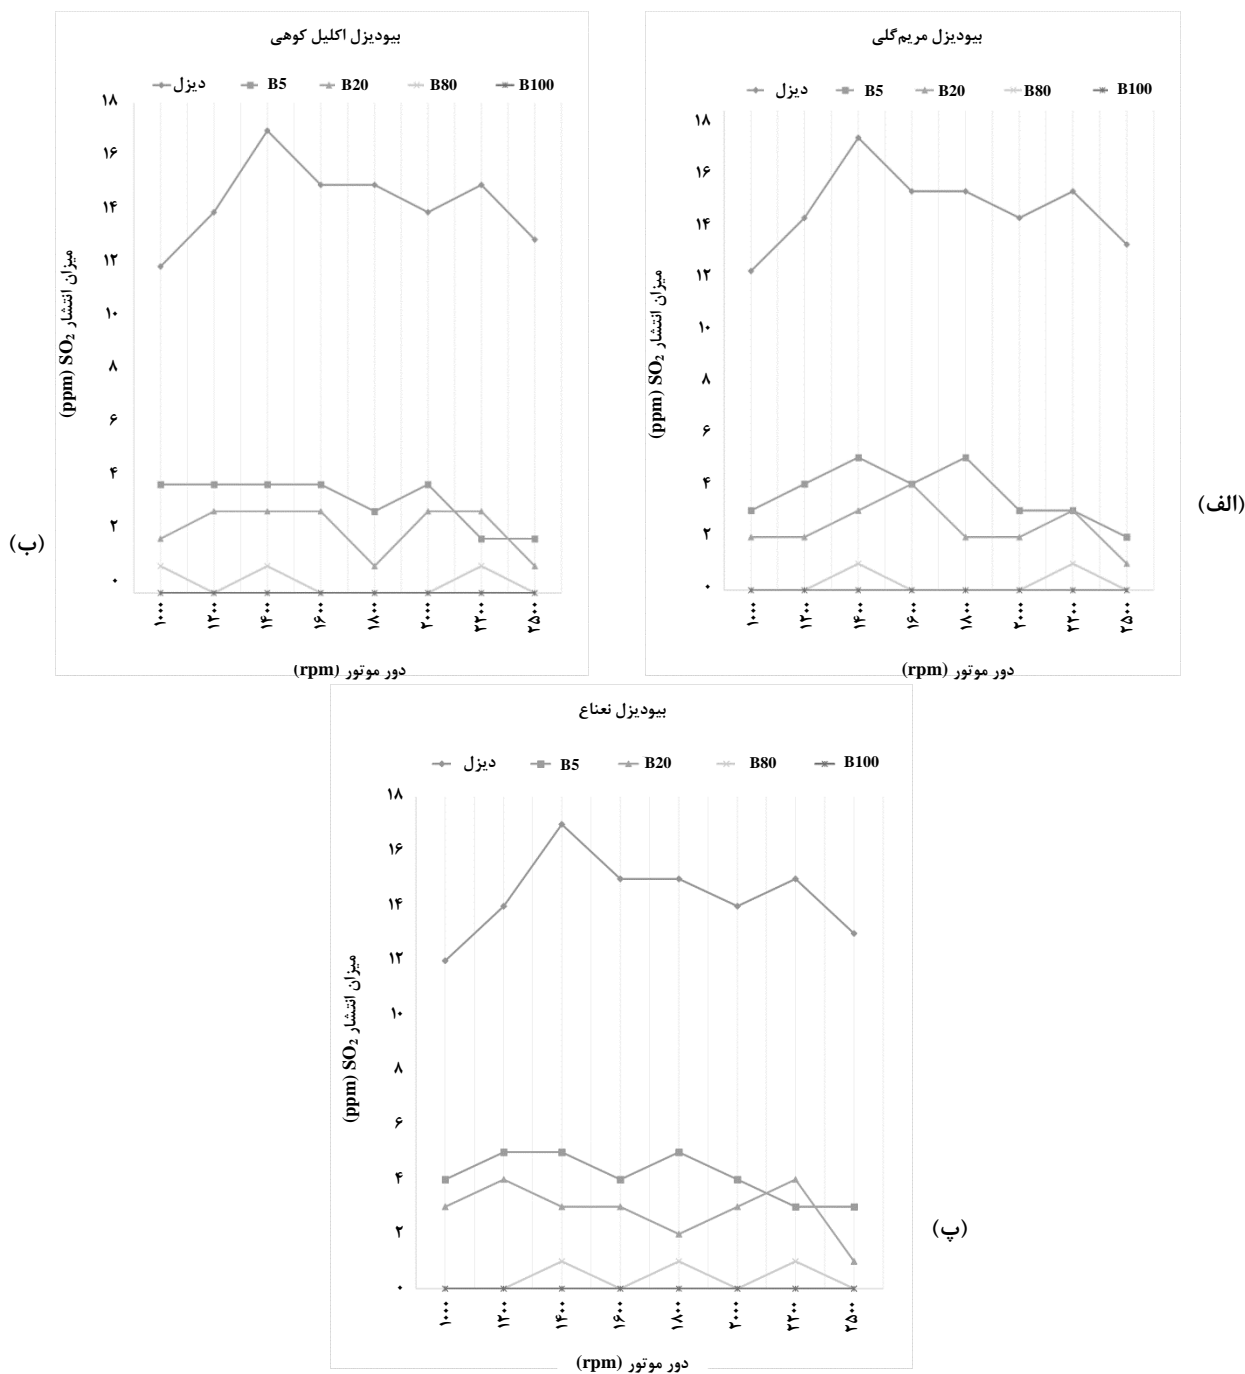 بیودیزل مریم‌گلی
دیزل B5 B20 B80 B100
۱۸
۱۶
۱۴
۱۲
۱۰
۸
۶
۴
۲
۰
میزان انتشار SO₂ (ppm)
۱۰۰۰ ۱۲۰۰ ۱۴۰۰ ۱۶۰۰ ۱۸۰۰ ۲۰۰۰ ۲۲۰۰ ۲۵۰۰
دور موتور (rpm)
(الف)
بیودیزل اکلیل کوهی
دیزل B5 B20 B80 B100
۱۸
۱۶
۱۴
۱۲
۱۰
۸
۶
۴
۲
۰
میزان انتشار SO₂ (ppm)
۱۰۰۰ ۱۲۰۰ ۱۴۰۰ ۱۶۰۰ ۱۸۰۰ ۲۰۰۰ ۲۲۰۰ ۲۵۰۰
دور موتور (rpm)
(ب)
بیودیزل نعناع
دیزل B5 B20 B80 B100
۱۸
۱۶
۱۴
۱۲
۱۰
۸
۶
۴
۲
۰
میزان انتشار SO₂ (ppm)
۱۰۰۰ ۱۲۰۰ ۱۴۰۰ ۱۶۰۰ ۱۸۰۰ ۲۰۰۰ ۲۲۰۰ ۲۵۰۰
دور موتور (rpm)
(پ)